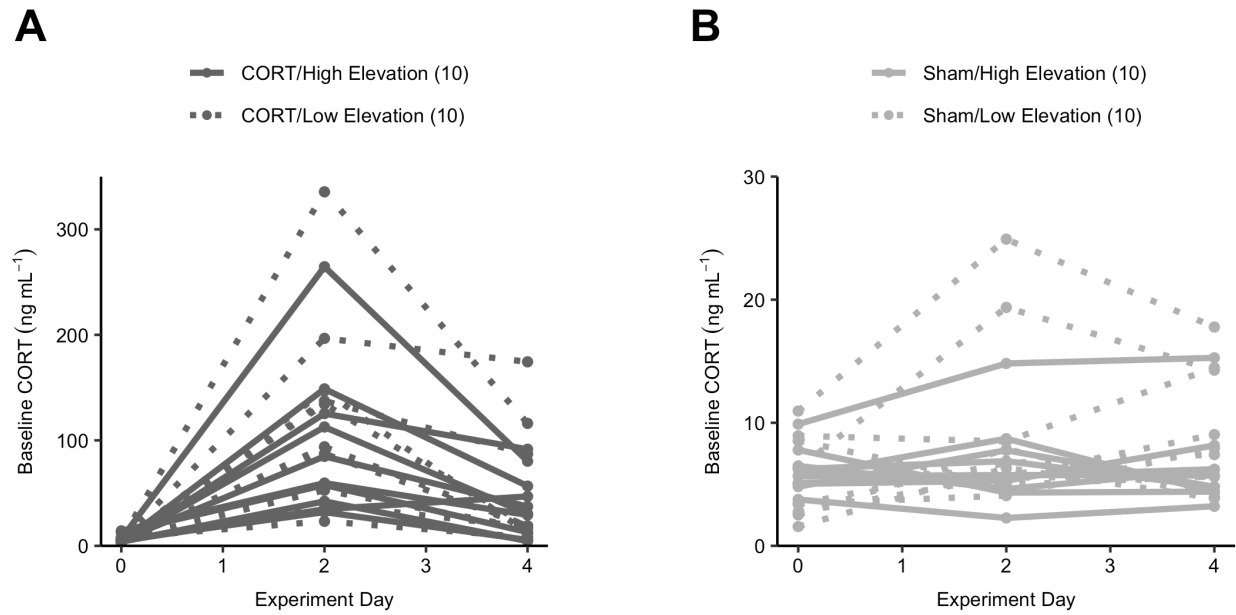 A
CORT/High Elevation (10)
CORT/Low Elevation (10)
Baseline CORT (ng mL⁻¹)
300
200
100
0
0 1 2 3 4
Experiment Day
B
Sham/High Elevation (10)
Sham/Low Elevation (10)
Baseline CORT (ng mL⁻¹)
30
20
10
0
0 1 2 3 4
Experiment Day